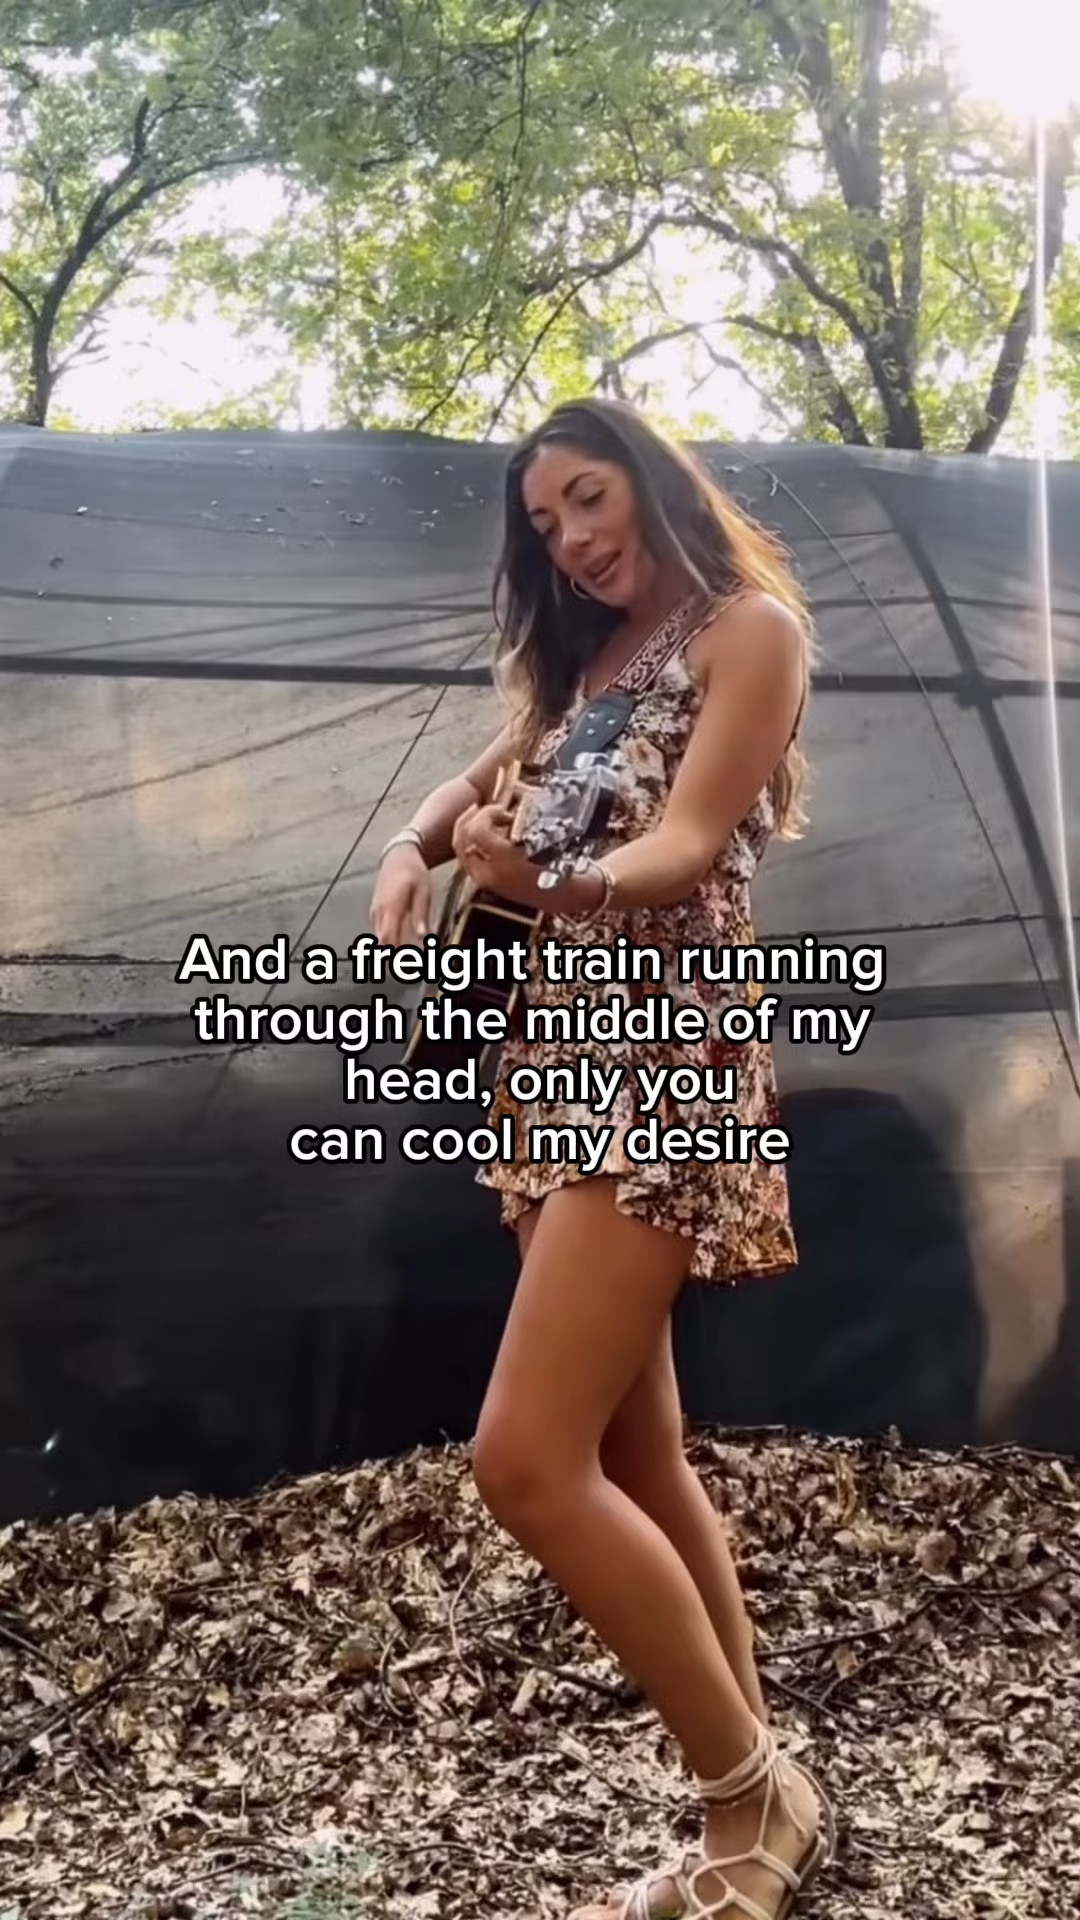 And a freight train running
through the middle of my
head, only you
can cool my desire